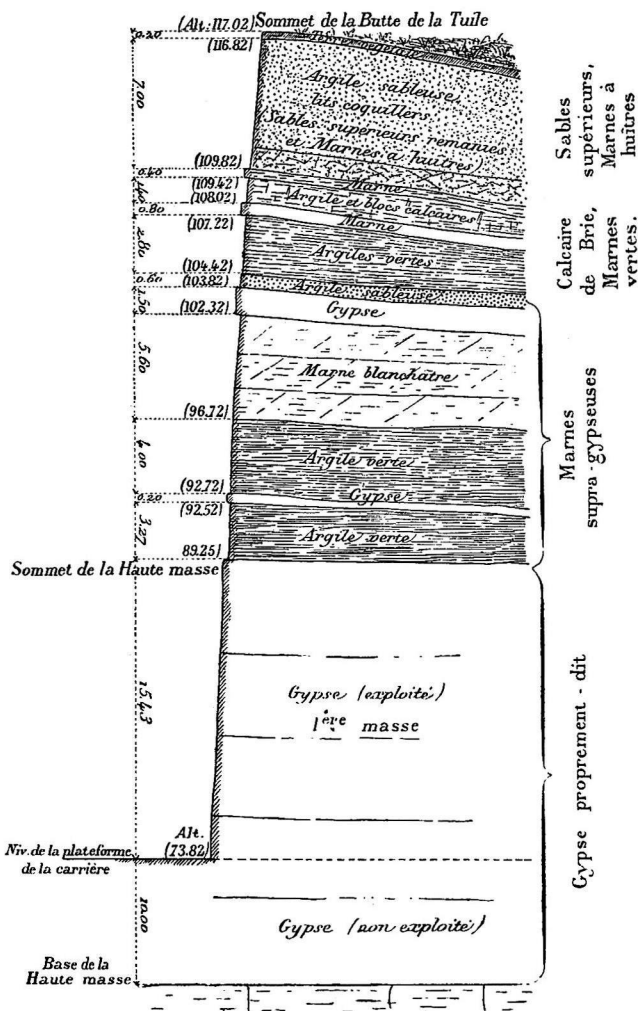 (Alt: 117.02) Sommet de la Butte de la Tuile
0.20
Terre végétale
(116.82)
7.00
Argile sableuse,
lits coquillers
(Sables supérieurs remaniés
et Marnes à huîtres)
Sables
supérieurs,
Marnes à
huîtres
(109.82)
0.40
Marne
(109.42)
1.40
Argile et blocs calcaires
(108.02)
0.80
Marne
(107.22)
2.80
Argiles vertes
Calcaire
de Brie,
Marnes
vertes.
(104.42)
0.60
(103.82)
Argile sableuse
1.50
Gypse
(102.32)
5.60
Marne blanchâtre
(96.72)
4.00
Argile verte
(92.72)
0.20
Gypse
(92.52)
3.27
Argile verte
89.25)
Marnes
supra-gypseuses
Sommet de la Haute masse
15.43
Gypse (exploité)
1ère masse
Alt.
(73.82)
Niv. de la plateforme
de la carrière
Gypse proprement-dit
10.00
Gypse (non exploité)
Base de la
Haute masse